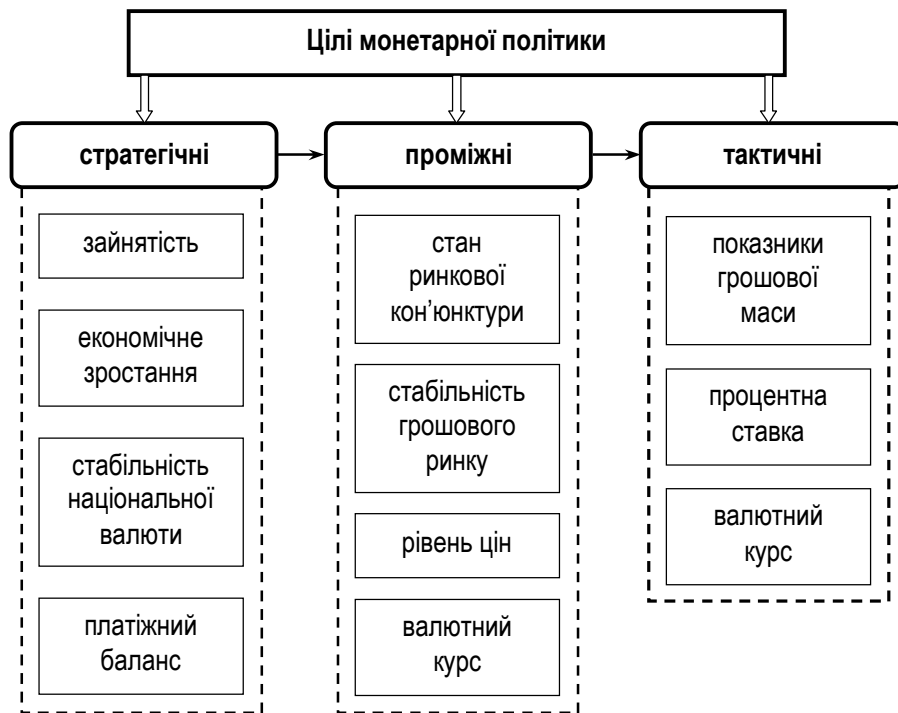 Цілі монетарної політики
стратегічні
проміжні
тактичні
зайнятість
економічне
зростання
стабільність
національної
валюти
платіжний
баланс
стан
ринкової
кон’юнктури
стабільність
грошового
ринку
рівень цін
валютний
курс
показники
грошової
маси
процентна
ставка
валютний
курс